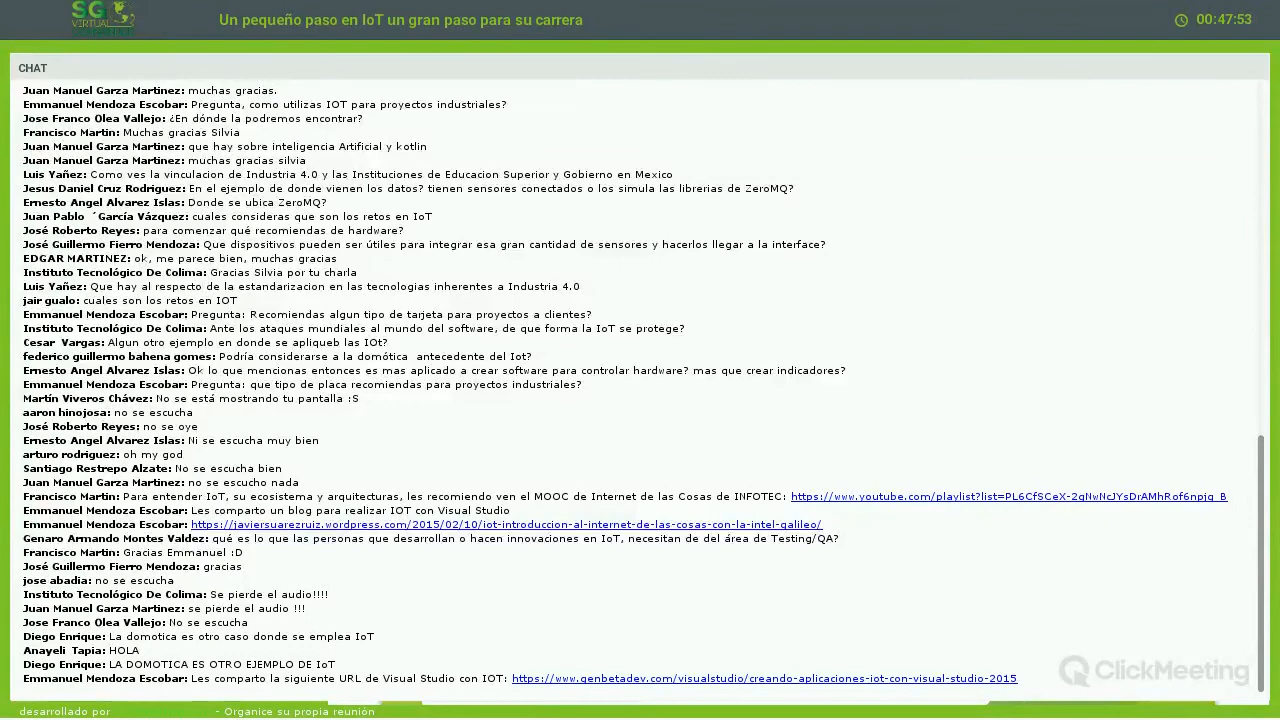 SG
VIRTUAL
Un pequeño paso en IoT un gran paso para su carrera
00:47:53
CHAT
Juan Manuel Garza Martinez: muchas gracias.
Emmanuel Mendoza Escobar: Pregunta, como utilizas IOT para proyectos industriales?
Jose Franco Olea Vallejo: ¿En dónde la podremos encontrar?
Francisco Martin: Muchas gracias Silvia
Juan Manuel Garza Martinez: que hay sobre inteligencia Artificial y kotlin
Juan Manuel Garza Martinez: muchas gracias silvia
Luis Yañez: Como ves la vinculacion de Industria 4.0 y las Instituciones de Educacion Superior y Gobierno en Mexico
Jesus Daniel Cruz Rodriguez: En el ejemplo de donde vienen los datos? tienen sensores conectados o los simula las librerias de ZeroMQ?
Ernesto Angel Alvarez Islas: Donde se ubica ZeroMQ?
Juan Pablo ´García Vázquez: cuales consideras que son los retos en IoT
José Roberto Reyes: para comenzar qué recomiendas de hardware?
José Guillermo Fierro Mendoza: Que dispositivos pueden ser útiles para integrar esa gran cantidad de sensores y hacerlos llegar a la interface?
EDGAR MARTINEZ: ok, me parece bien, muchas gracias
Instituto Tecnológico De Colima: Gracias Silvia por tu charla
Luis Yañez: Que hay al respecto de la estandarizacion en las tecnologias inherentes a Industria 4.0
jair gualo: cuales son los retos en IOT
Emmanuel Mendoza Escobar: Pregunta: Recomiendas algun tipo de tarjeta para proyectos a clientes?
Instituto Tecnológico De Colima: Ante los ataques mundiales al mundo del software, de que forma la IoT se protege?
Cesar Vargas: Algun otro ejemplo en donde se apliqueb las IOt?
federico guillermo bahena gomes: Podría considerarse a la domótica antecedente del Iot?
Ernesto Angel Alvarez Islas: Ok lo que mencionas entonces es mas aplicado a crear software para controlar hardware? mas que crear indicadores?
Emmanuel Mendoza Escobar: Pregunta: que tipo de placa recomiendas para proyectos industriales?
Martín Viveros Chávez: No se está mostrando tu pantalla :S
aaron hinojosa: no se escucha
José Roberto Reyes: no se oye
Ernesto Angel Alvarez Islas: Ni se escucha muy bien
arturo rodriguez: oh my god
Santiago Restrepo Alzate: No se escucha bien
Juan Manuel Garza Martinez: no se escucho nada
Francisco Martin: Para entender IoT, su ecosistema y arquitecturas, les recomiendo ven el MOOC de Internet de las Cosas de INFOTEC: https://www.youtube.com/playlist?list=PL6CfSCeX-2qNwNcJYsDrAMhRof6npjq_B
Emmanuel Mendoza Escobar: Les comparto un blog para realizar IOT con Visual Studio
Emmanuel Mendoza Escobar: https://javiersuarezruiz.wordpress.com/2015/02/10/iot-introduccion-al-internet-de-las-cosas-con-la-intel-galileo/
Genaro Armando Montes Valdez: qué es lo que las personas que desarrollan o hacen innovaciones en IoT, necesitan de del área de Testing/QA?
Francisco Martin: Gracias Emmanuel :D
José Guillermo Fierro Mendoza: gracias
jose abadia: no se escucha
Instituto Tecnológico De Colima: Se pierde el audio!!!!
Juan Manuel Garza Martinez: se pierde el audio !!!
Jose Franco Olea Vallejo: No se escucha
Diego Enrique: La domotica es otro caso donde se emplea IoT
Anayeli Tapia: HOLA
Diego Enrique: LA DOMOTICA ES OTRO EJEMPLO DE IoT
Emmanuel Mendoza Escobar: Les comparto la siguiente URL de Visual Studio con IOT: https://www.genbetadev.com/visualstudio/creando-aplicaciones-iot-con-visual-studio-2015
ClickMeeting
desarrollado por - Organice su propia reunión